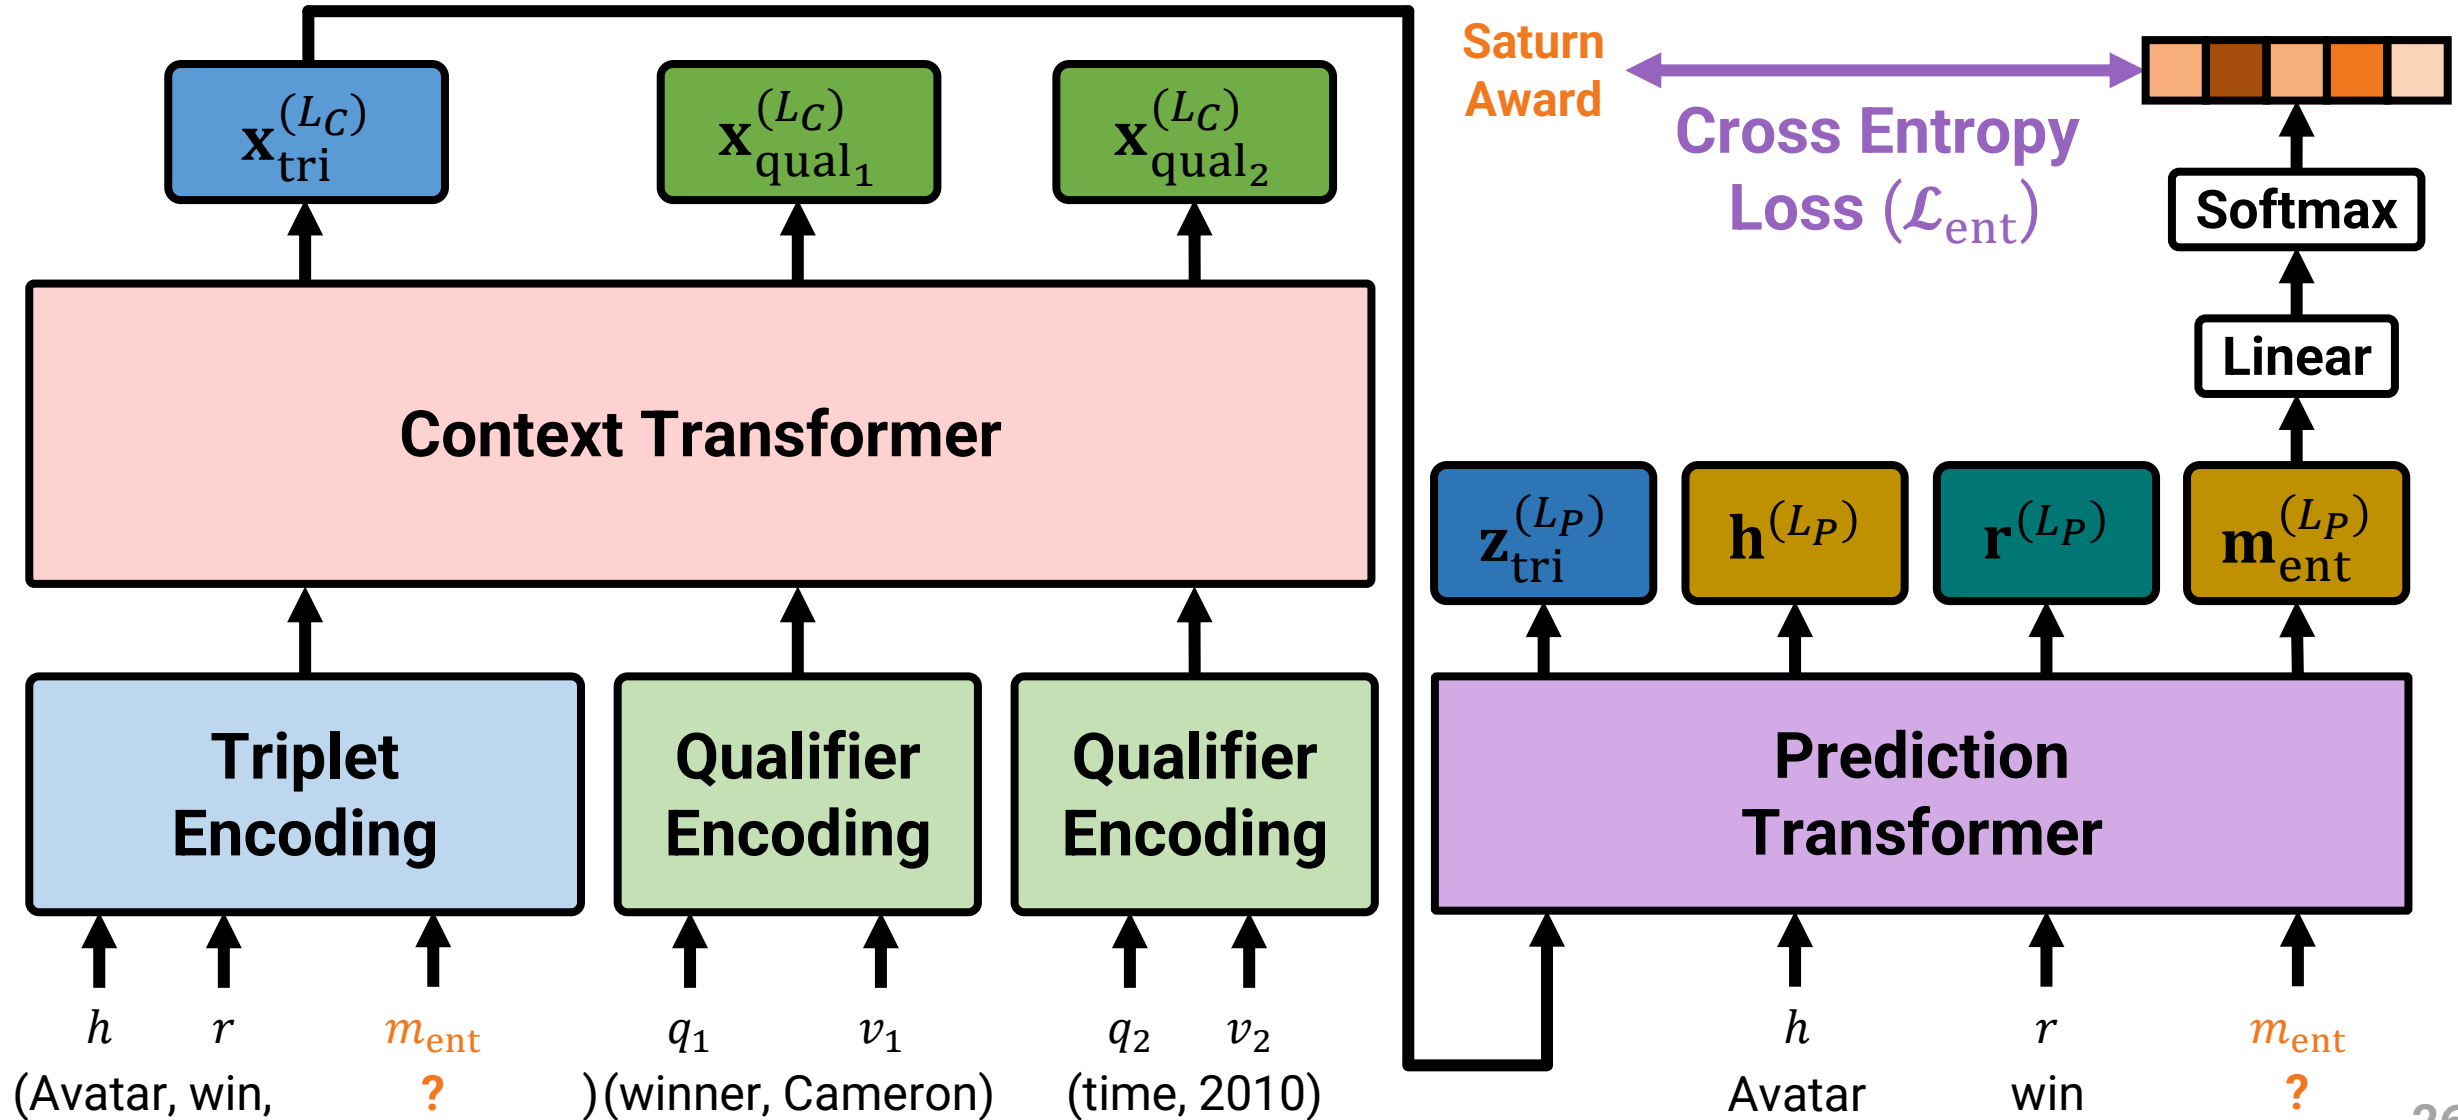 x_tri^(L_C)
x_qual_1^(L_C)
x_qual_2^(L_C)
Context Transformer
Triplet
Encoding
Qualifier
Encoding
Qualifier
Encoding
h r m_ent q_1 v_1 q_2 v_2
(Avatar, win, ? ) (winner, Cameron) (time, 2010)
Saturn
Award
Cross Entropy
Loss (ℒ_ent)
Softmax
Linear
z_tri^(L_P)
h^(L_P)
r^(L_P)
m_ent^(L_P)
Prediction
Transformer
h r m_ent
Avatar win ?